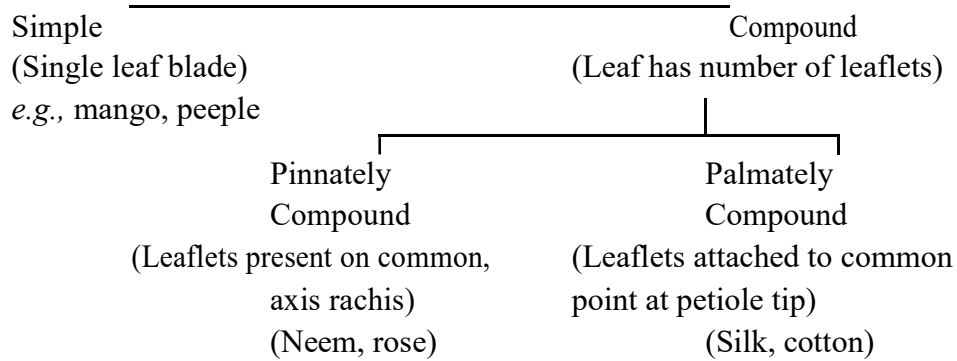 Simple
(Single leaf blade)
e.g., mango, peeple
Compound
(Leaf has number of leaflets)
Pinnately
Compound
(Leaflets present on common,
axis rachis)
(Neem, rose)
Palmately
Compound
(Leaflets attached to common
point at petiole tip)
(Silk, cotton)